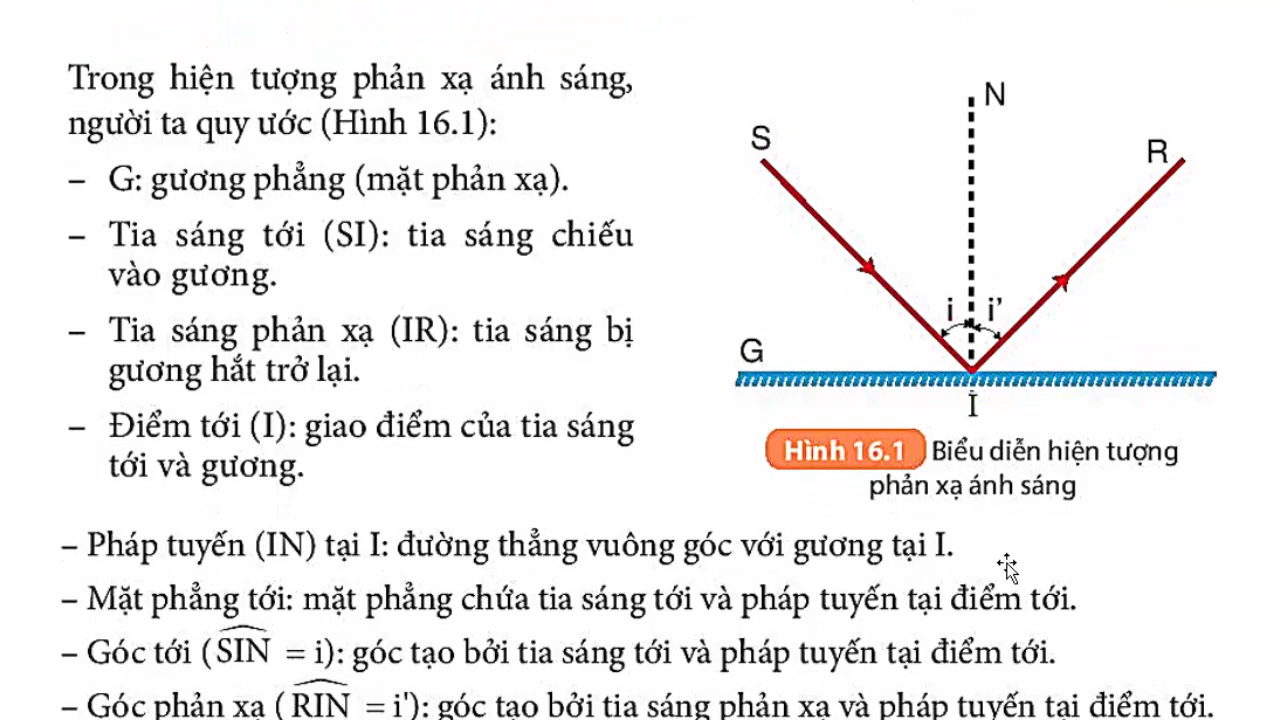 Trong hiện tượng phản xạ ánh sáng,
người ta quy ước (Hình 16.1):
– G: gương phẳng (mặt phản xạ).
– Tia sáng tới (SI): tia sáng chiếu
vào gương.
– Tia sáng phản xạ (IR): tia sáng bị
gương hắt trở lại.
– Điểm tới (I): giao điểm của tia sáng
tới và gương.
N
S
R
i i’
G
I
Hình 16.1 Biểu diễn hiện tượng
phản xạ ánh sáng
– Pháp tuyến (IN) tại I: đường thẳng vuông góc với gương tại I.
– Mặt phẳng tới: mặt phẳng chứa tia sáng tới và pháp tuyến tại điểm tới.
– Góc tới (SIN = i): góc tạo bởi tia sáng tới và pháp tuyến tại điểm tới.
– Góc phản xạ (RIN = i'): góc tạo bởi tia sáng phản xạ và pháp tuyến tại điểm tới.